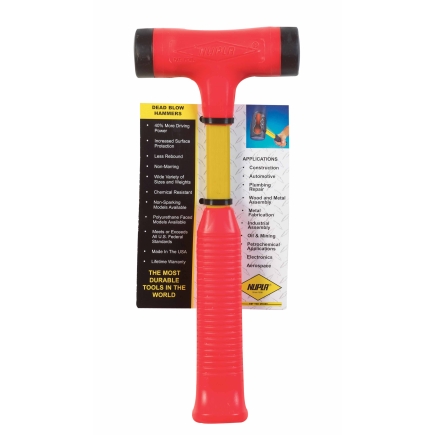 NUPLA
DEAD BLOW
HAMMERS
• 40% More Driving
Power
• Increased Surface
Protection
• Less Rebound
• Non-Marring
• Wide Variety of
Sizes and Weights
• Chemical Resistant
• Non-Sparking
Models Available
• Polyurethane Faced
Models Available
• Meets or Exceeds
All U.S. Federal
Standards
• Made In The USA
• Lifetime Warranty
THE MOST
DURABLE
TOOLS IN THE
WORLD
APPLICATIONS
• Construction
• Automotive
• Plumbing
Repair
• Wood and Metal
Assembly
• Metal
Fabrication
• Industrial
Assembly
• Oil & Mining
• Petrochemical
Applications
• Electronics
• Aerospace
NUPLA